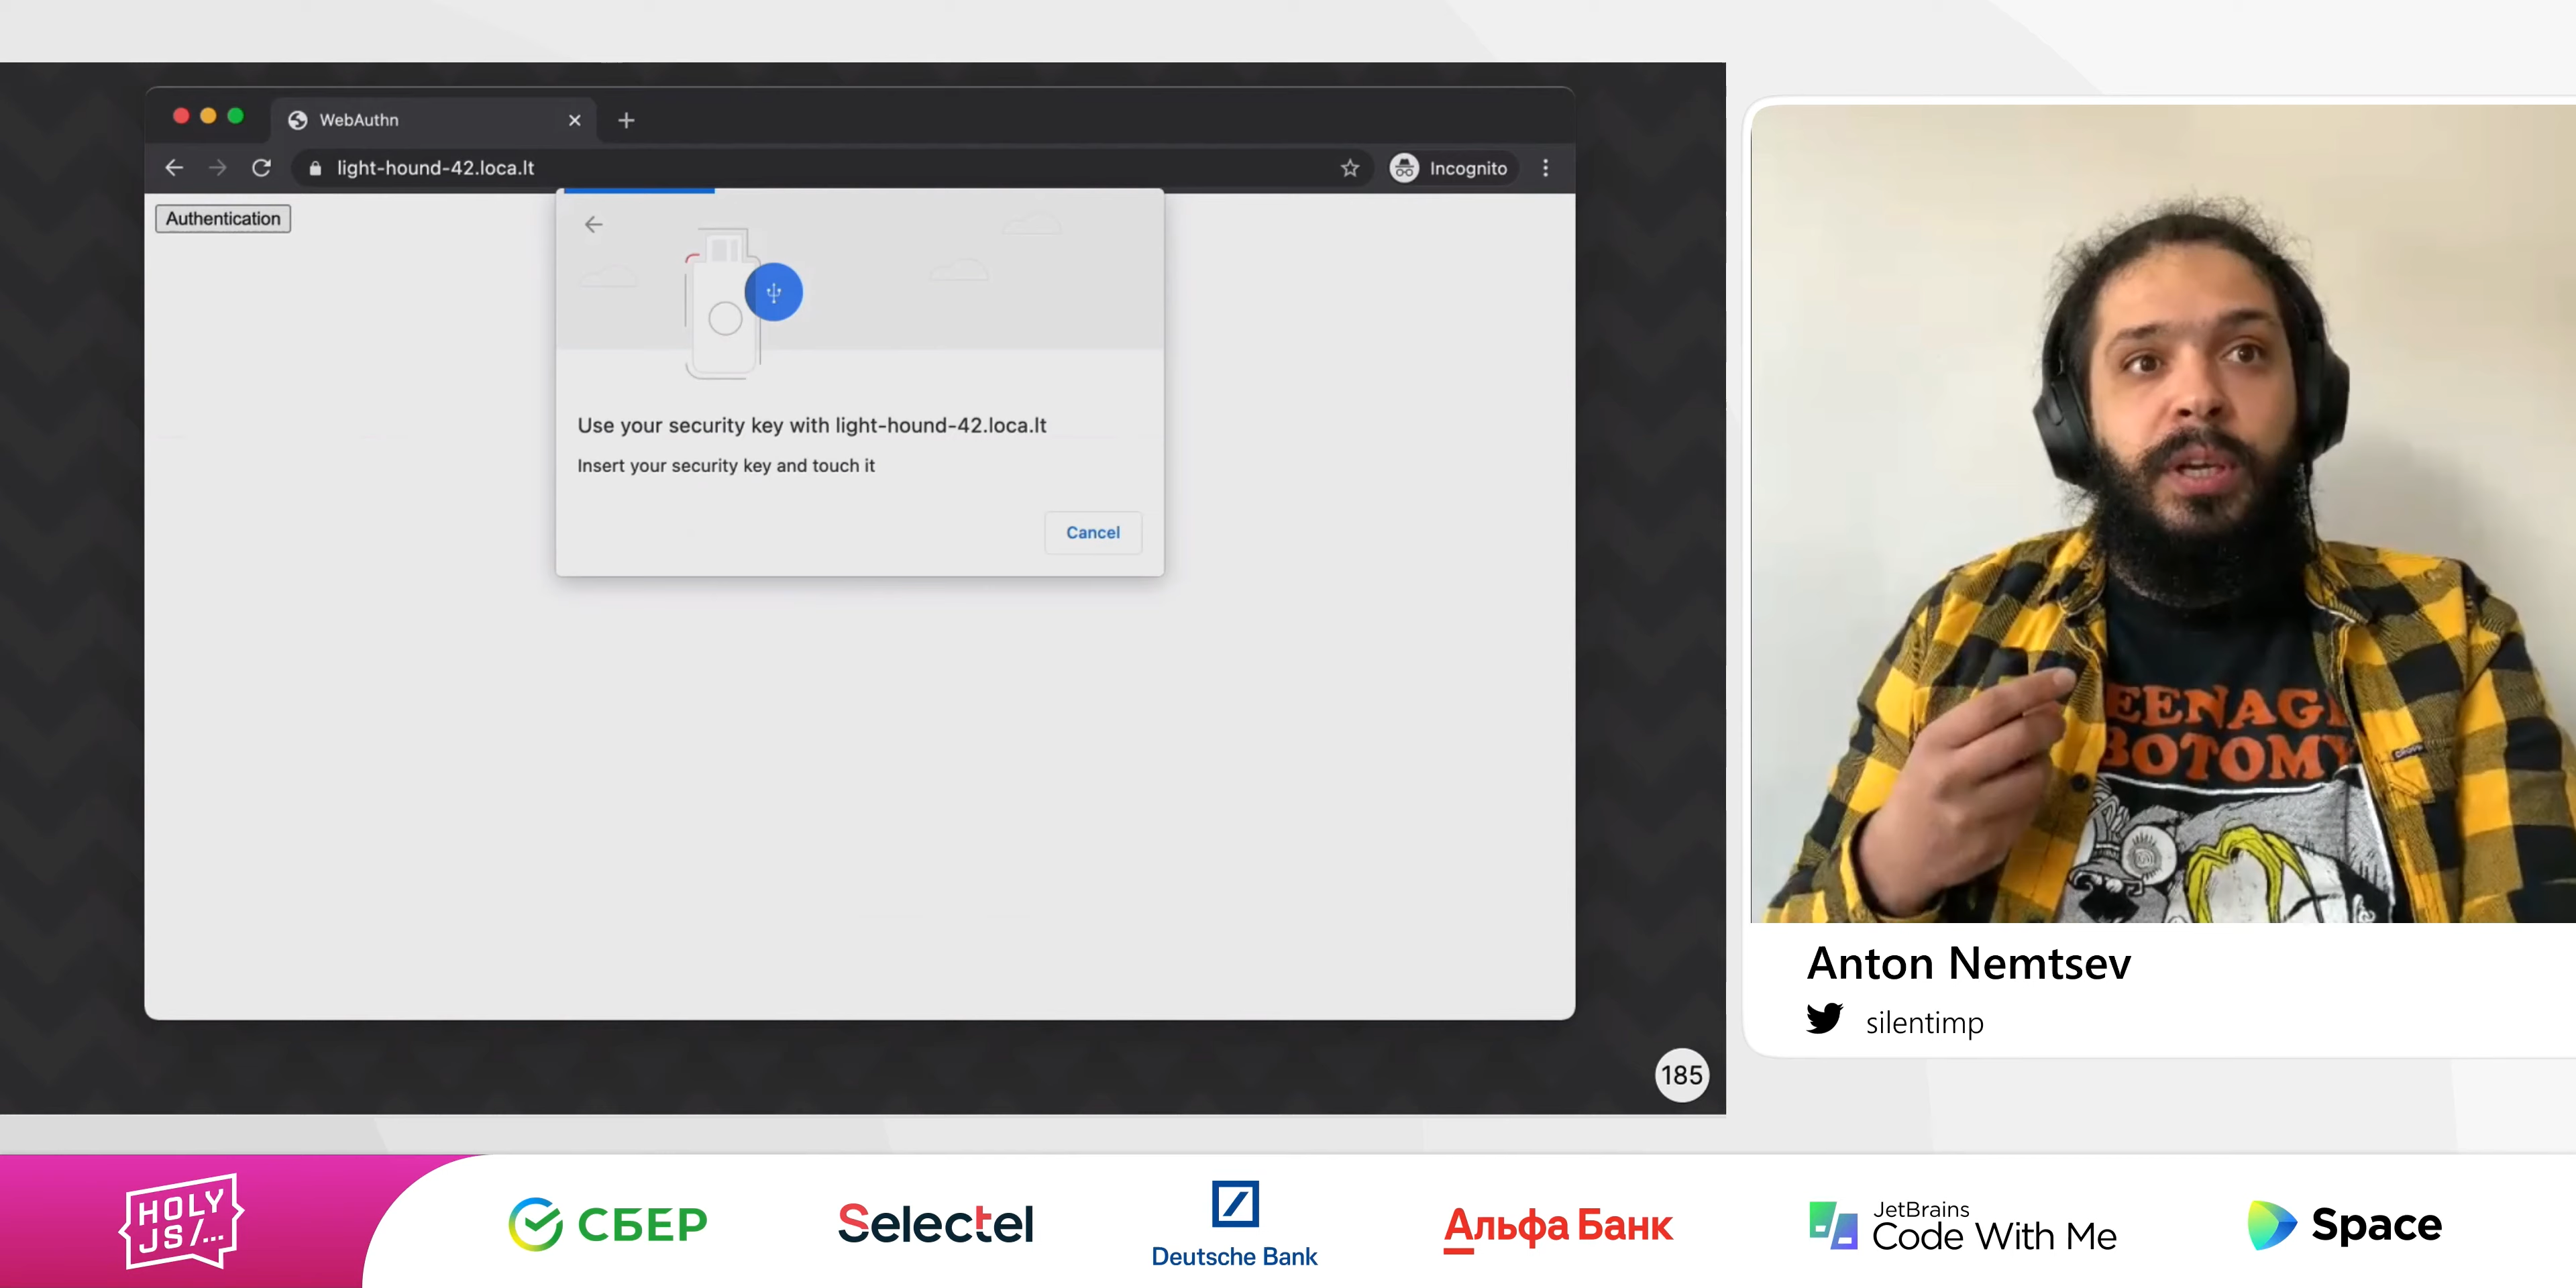 WebAuthn
light-hound-42.loca.lt
Incognito
Authentication
Use your security key with light-hound-42.loca.lt
Insert your security key and touch it
Cancel
185
EENAG
BOTOMY
Anton Nemtsev
silentimp
HOLY
JS/...
СБЕР
Selectel
Deutsche Bank
Альфа Банк
JetBrains
Code With Me
Space